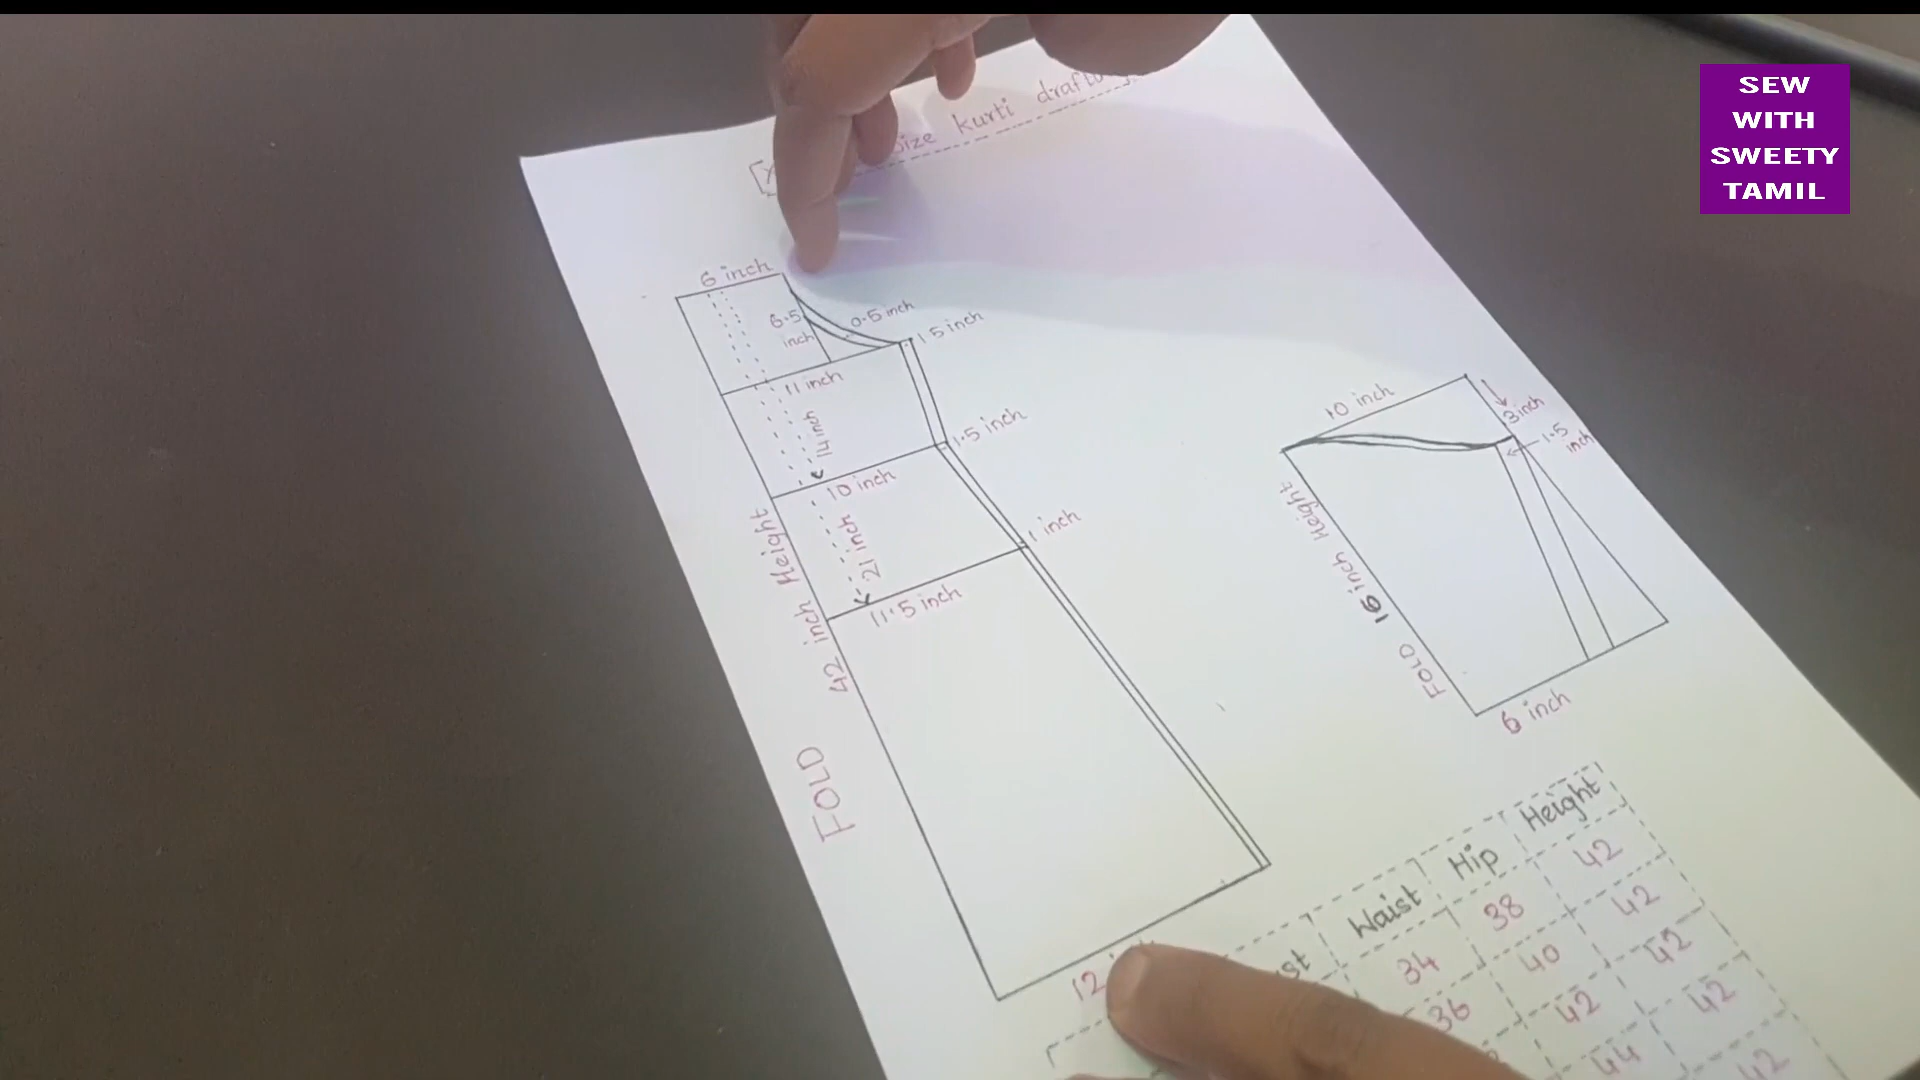 SEW
WITH
SWEETY
TAMIL
size kurti
6 inch
6.5
inch
0.5 inch
1.5 inch
11 inch
14 inch
1.5 inch
10 inch
21 inch
1 inch
11.5 inch
42 inch Height
FOLD
12
10 inch
3 inch
1.5
inch
16 inch Height
FOLD
6 inch
Waist Hip Height
34 38 42
36 40 42
42 42
44 42
42